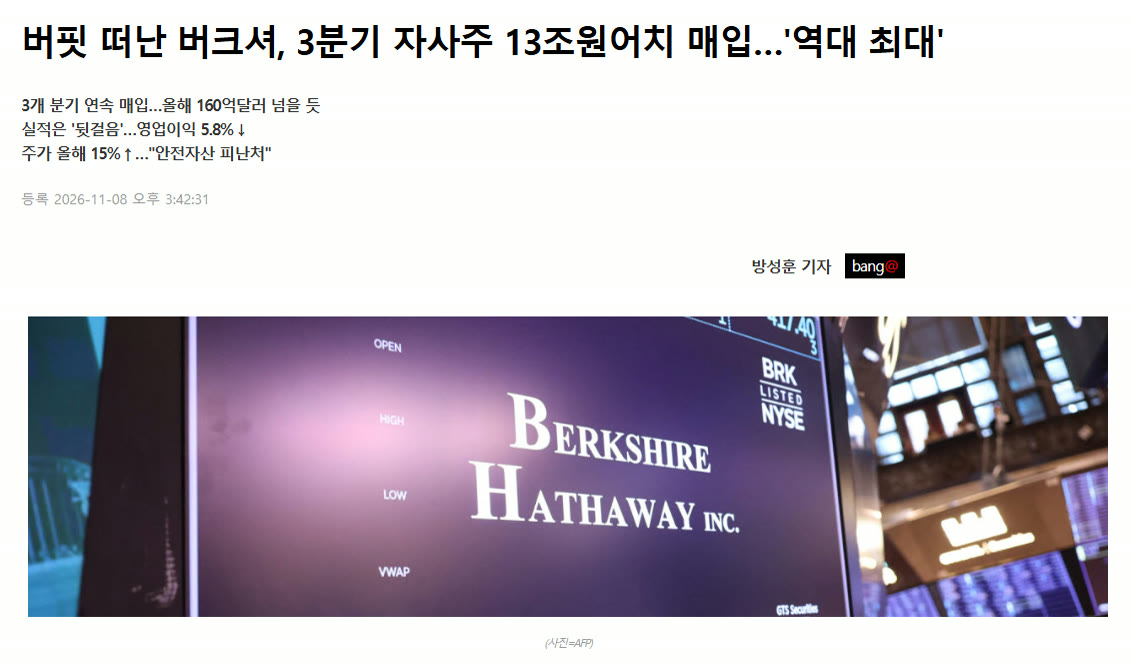 버핏 떠난 버크셔, 3분기 자사주 13조원어치 매입...'역대 최대'
3개 분기 연속 매입...올해 160억달러 넘을 듯
실적은 '뒷걸음'...영업이익 5.8%↓
주가 올해 15%↑..."안전자산 피난처"
등록 2026-11-08 오후 3:42:31
방성훈 기자 bang@
417.40
3
OPEN
HIGH
LOW
VWAP
BERKSHIRE
HATHAWAY INC.
BRK
LISTED
NYSE
GTS Securities
(사진=AFP)